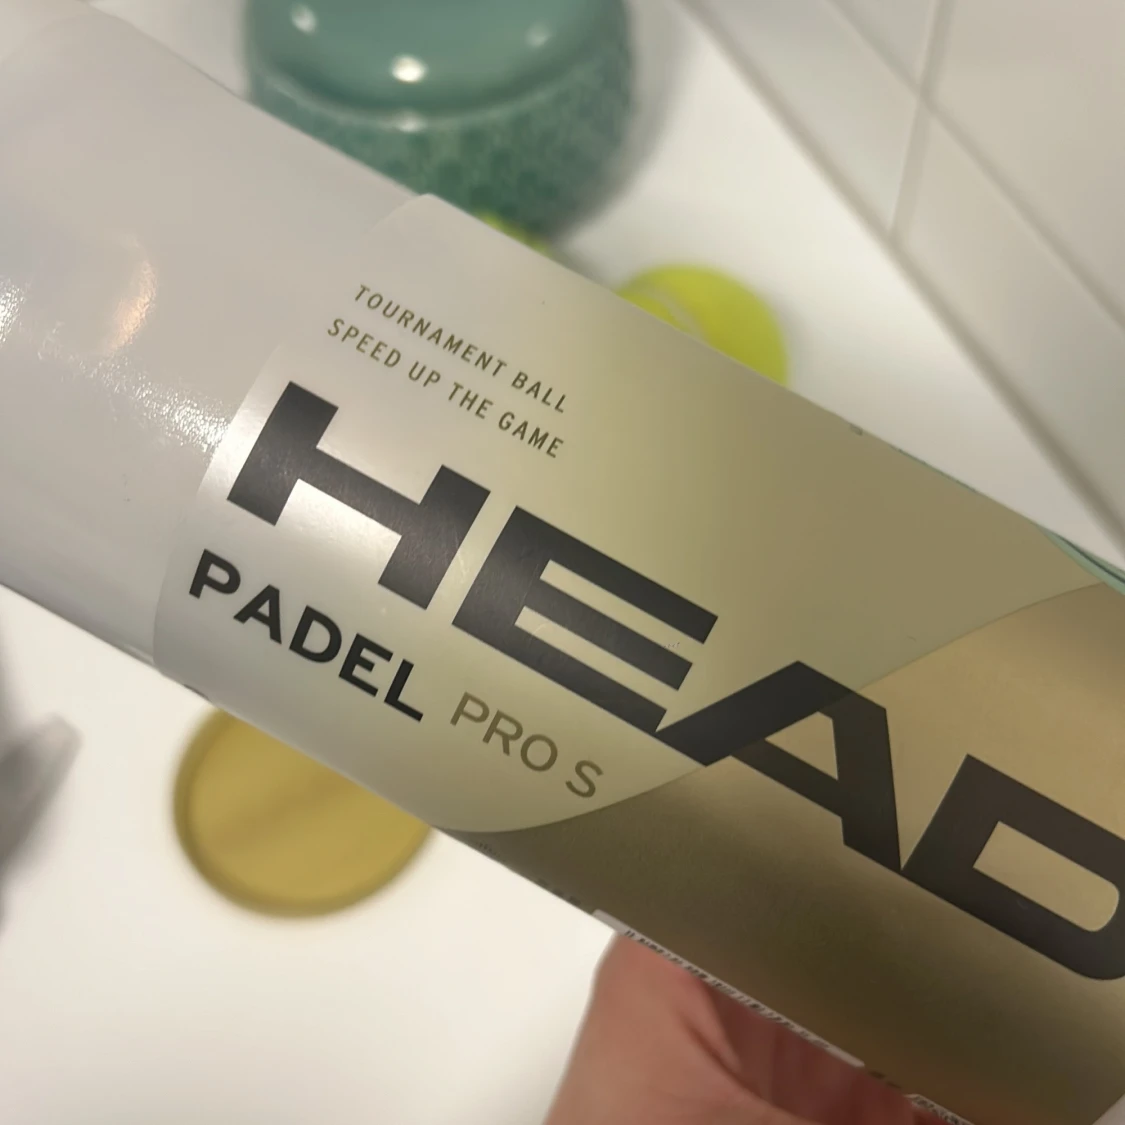 TOURNAMENT BALL
SPEED UP THE GAME
HEAD
PADEL PRO S